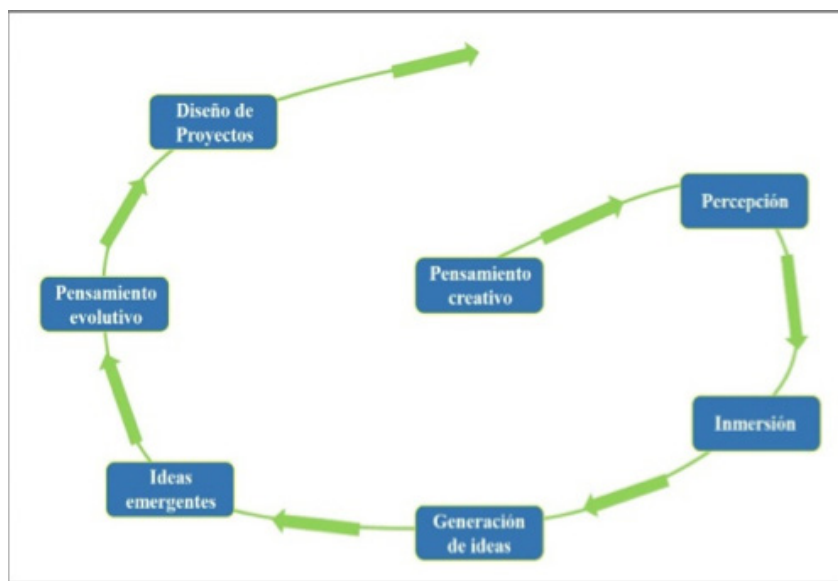 Diseño de
Proyectos
Percepción
Pensamiento
creativo
Pensamiento
evolutivo
Inmersión
Ideas
emergentes
Generación
de ideas